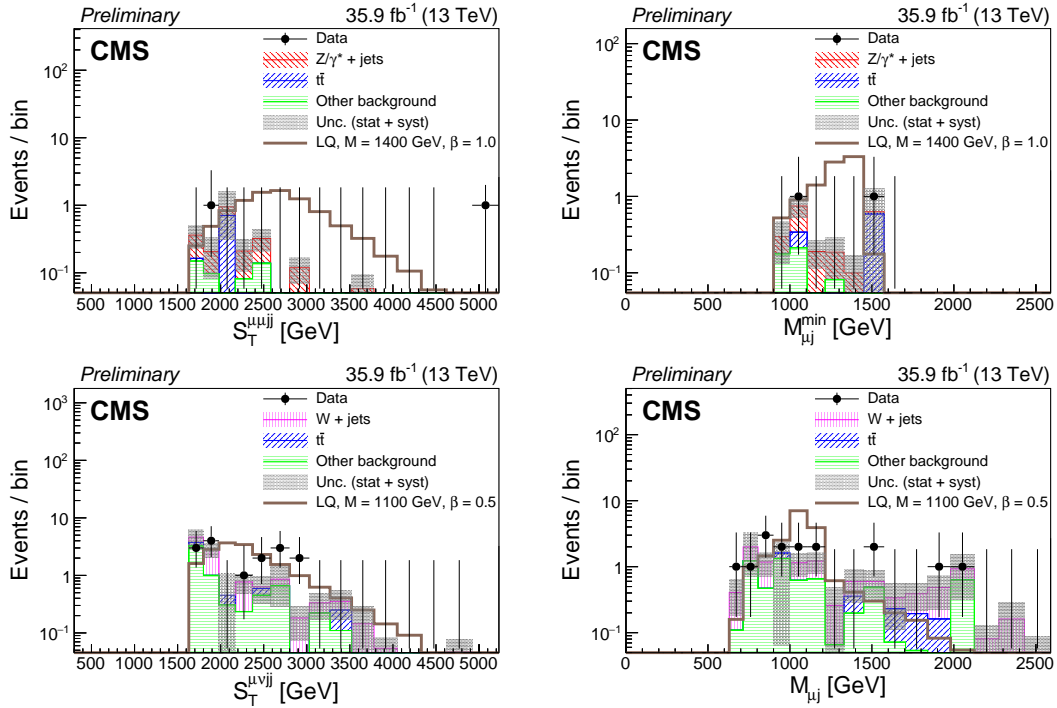 Preliminary 35.9 fb⁻¹ (13 TeV)
CMS
Data
Z/γ* + jets
tt̄
Other background
Unc. (stat + syst)
LQ, M = 1400 GeV, β = 1.0
Events / bin
10²
10
1
10⁻¹
500 1000 1500 2000 2500 3000 3500 4000 4500 5000
S_T^μμjj [GeV]
Preliminary 35.9 fb⁻¹ (13 TeV)
CMS
Data
Z/γ* + jets
tt̄
Other background
Unc. (stat + syst)
LQ, M = 1400 GeV, β = 1.0
Events / bin
10²
10
1
10⁻¹
0 500 1000 1500 2000 2500
M_μj^min [GeV]
Preliminary 35.9 fb⁻¹ (13 TeV)
CMS
Data
W + jets
tt̄
Other background
Unc. (stat + syst)
LQ, M = 1100 GeV, β = 0.5
Events / bin
10³
10²
10
1
10⁻¹
500 1000 1500 2000 2500 3000 3500 4000 4500 5000
S_T^μνjj [GeV]
Preliminary 35.9 fb⁻¹ (13 TeV)
CMS
Data
W + jets
tt̄
Other background
Unc. (stat + syst)
LQ, M = 1100 GeV, β = 0.5
Events / bin
10²
10
1
10⁻¹
0 500 1000 1500 2000 2500
M_μj [GeV]